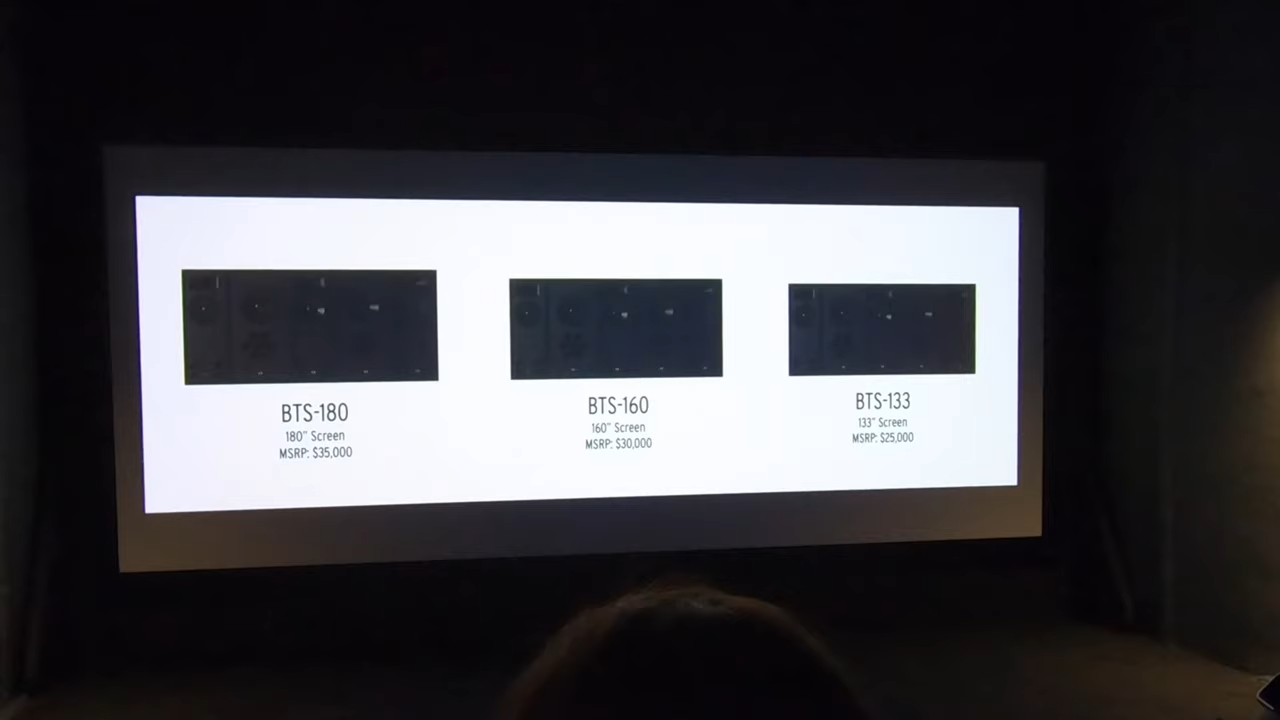 BTS-180
180" Screen
MSRP: $35,000
BTS-160
160" Screen
MSRP: $30,000
BTS-133
133" Screen
MSRP: $25,000